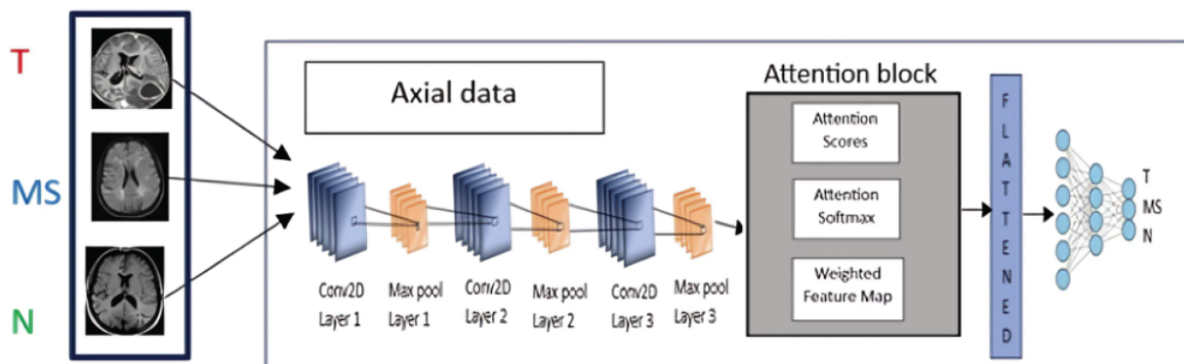 T
MS
N
Axial data
Conv2D
Layer 1
Max pool
Layer 1
Conv2D
Layer 2
Max pool
Layer 2
Conv2D
Layer 3
Max pool
Layer 3
Attention block
Attention
Scores
Attention
Softmax
Weighted
Feature Map
F
L
A
T
T
E
N
E
D
T
MS
N